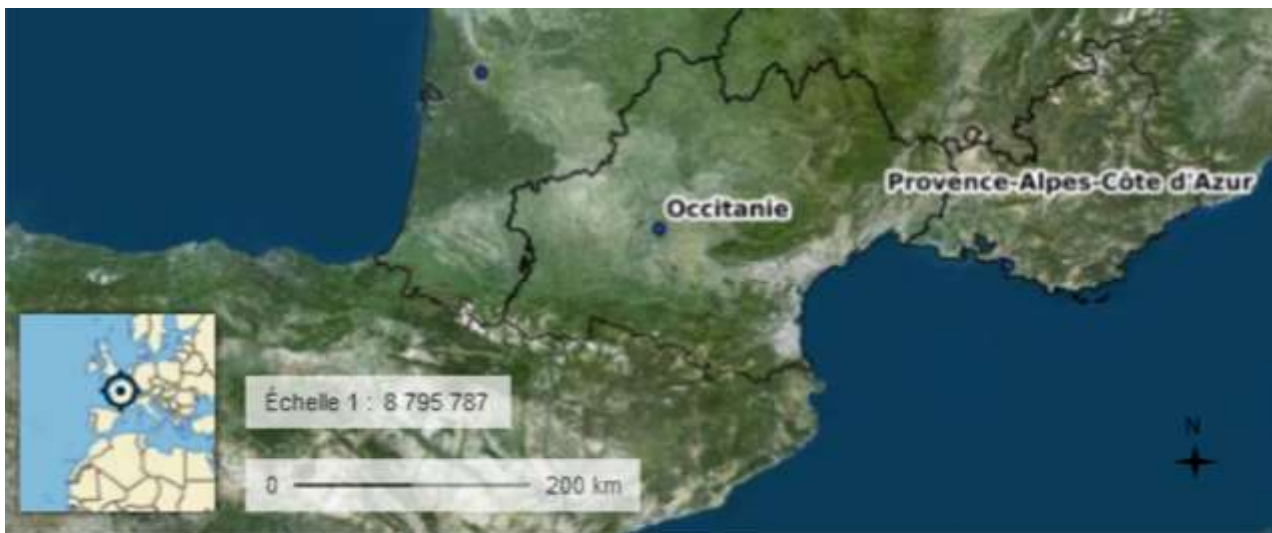 Provence-Alpes-Côte d'Azur
Occitanie
Échelle 1 : 8 795 787
N
0 200 km